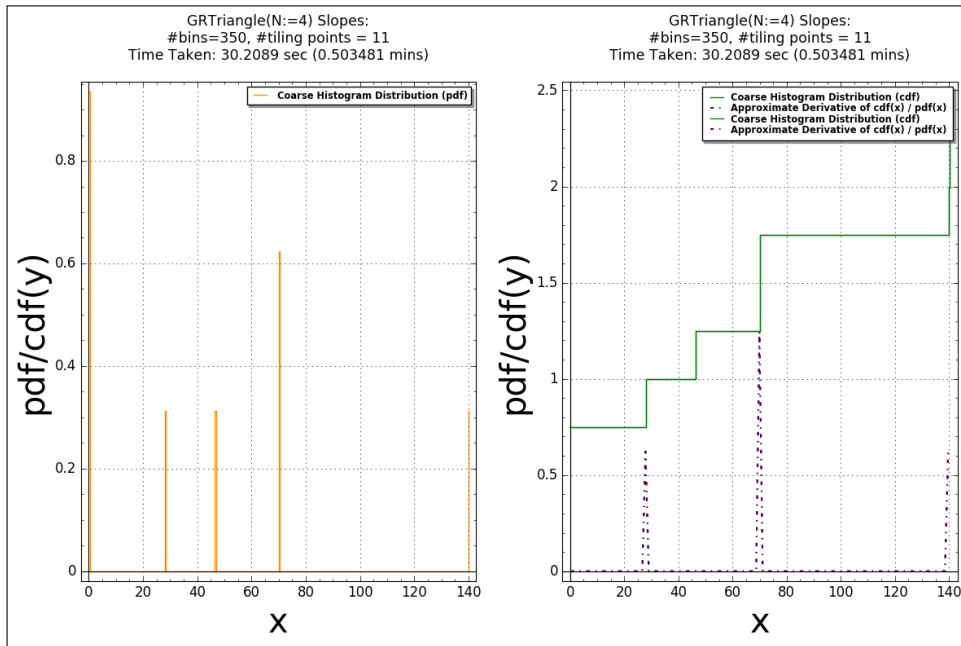 GRTriangle(N:=4) Slopes:
#bins=350, #tiling points = 11
Time Taken: 30.2089 sec (0.503481 mins)
Coarse Histogram Distribution (pdf)
pdf/cdf(y)
0.8
0.6
0.4
0.2
0
0 20 40 60 80 100 120 140
x
GRTriangle(N:=4) Slopes:
#bins=350, #tiling points = 11
Time Taken: 30.2089 sec (0.503481 mins)
Coarse Histogram Distribution (cdf)
Approximate Derivative of cdf(x) / pdf(x)
Coarse Histogram Distribution (cdf)
Approximate Derivative of cdf(x) / pdf(x)
pdf/cdf(y)
2.5
2
1.5
1
0.5
0
0 20 40 60 80 100 120 140
x